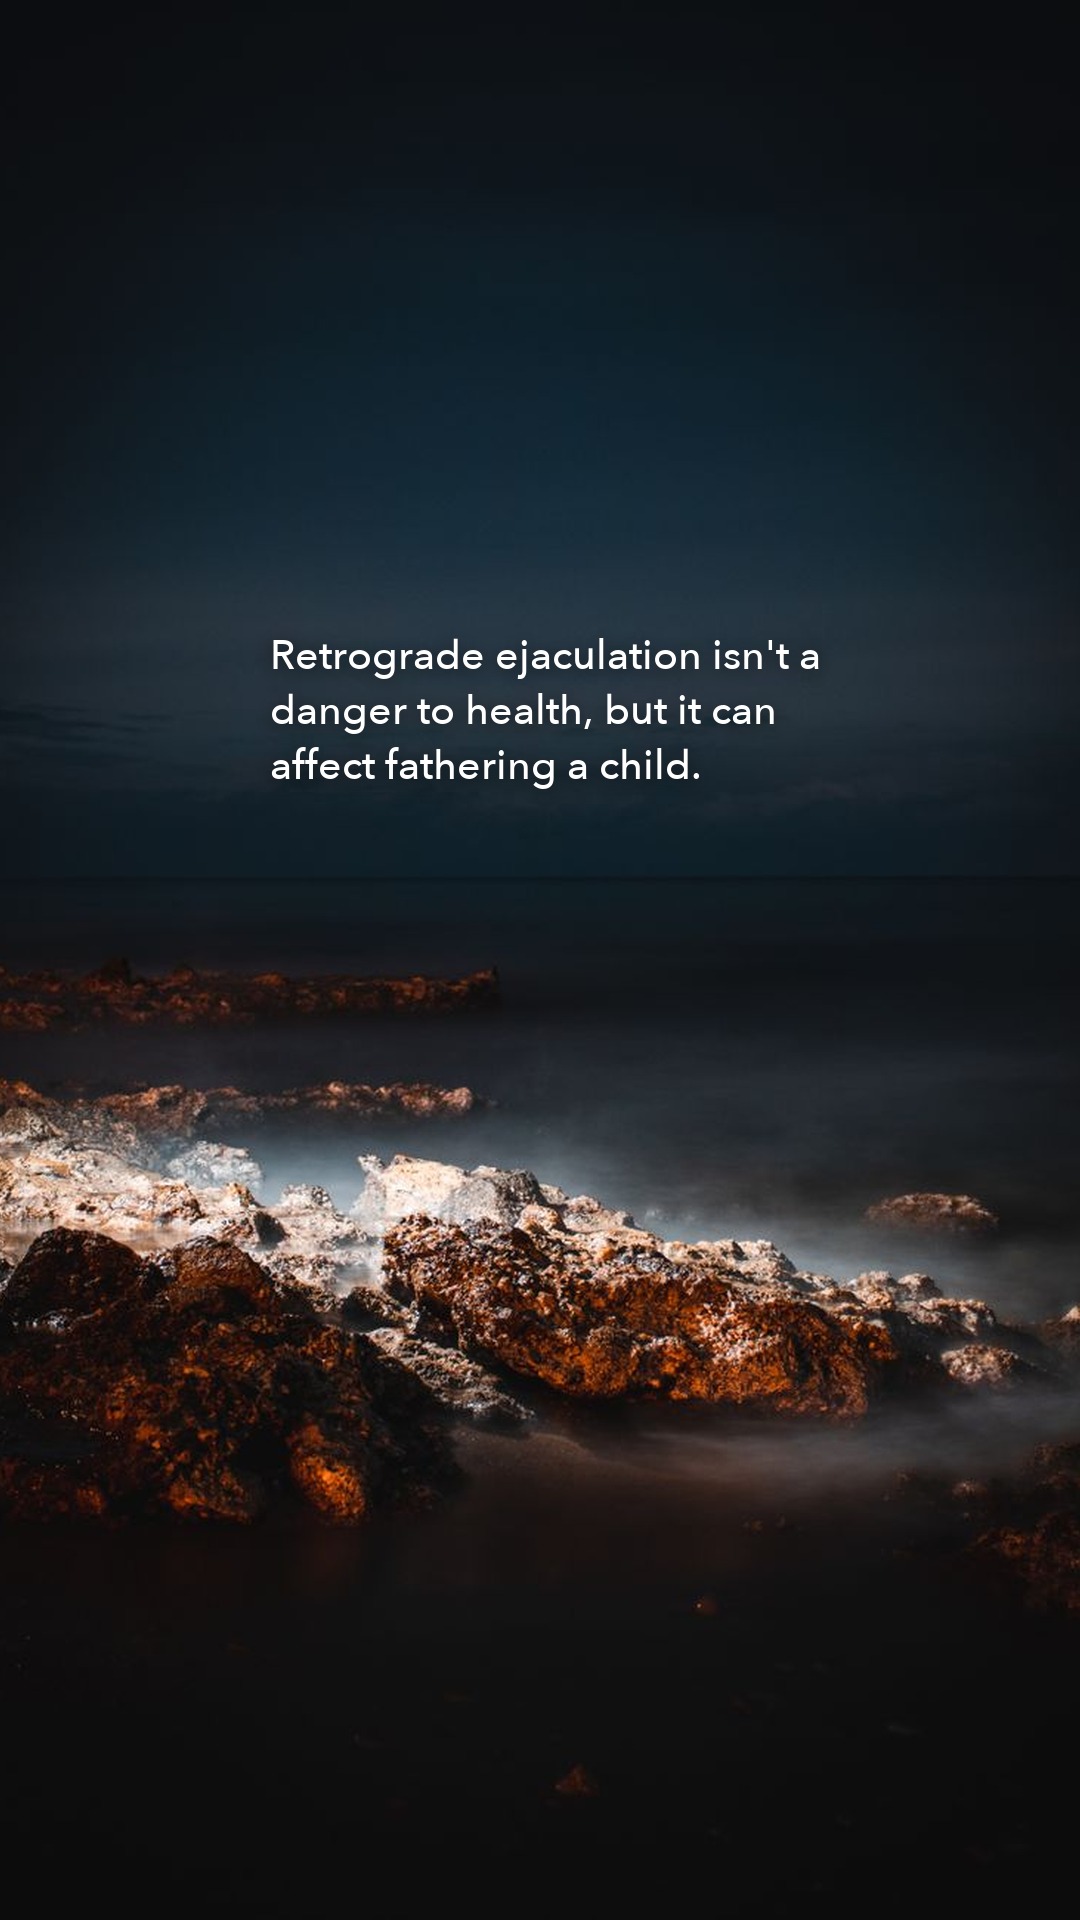 Retrograde ejaculation isn't a
danger to health, but it can
affect fathering a child.